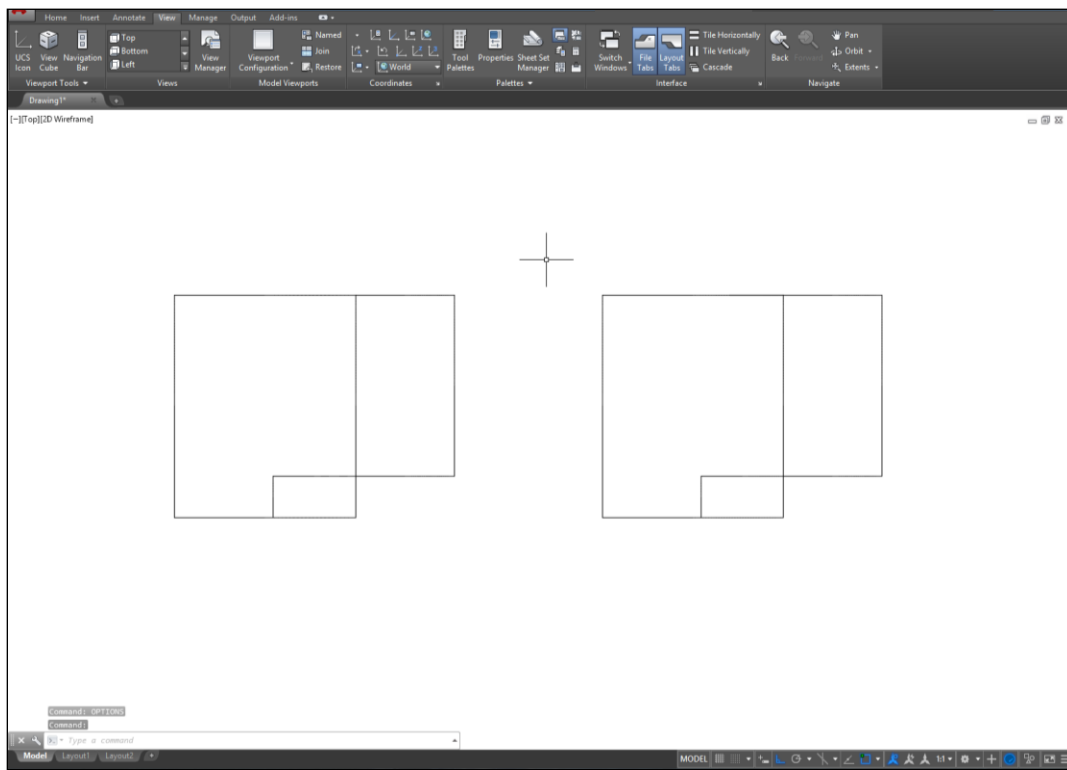 Home Insert Annotate View Manage Output Add-ins
UCS Icon
View Cube
Navigation Bar
Viewport Tools
Top
Bottom
Left
Views
View Manager
Viewport Configuration
Named
Join
Restore
Model Viewports
World
Coordinates
Tool Palettes
Properties
Sheet Set Manager
Palettes
Switch Windows
File Tabs
Layout Tabs
Tile Horizontally
Tile Vertically
Cascade
Interface
Back
Forward
Pan
Orbit
Extents
Navigate
Drawing1*
[−][Top][2D Wireframe]
Command: OPTIONS
Command:
Type a command
Model Layout1 Layout2 +
MODEL 1:1